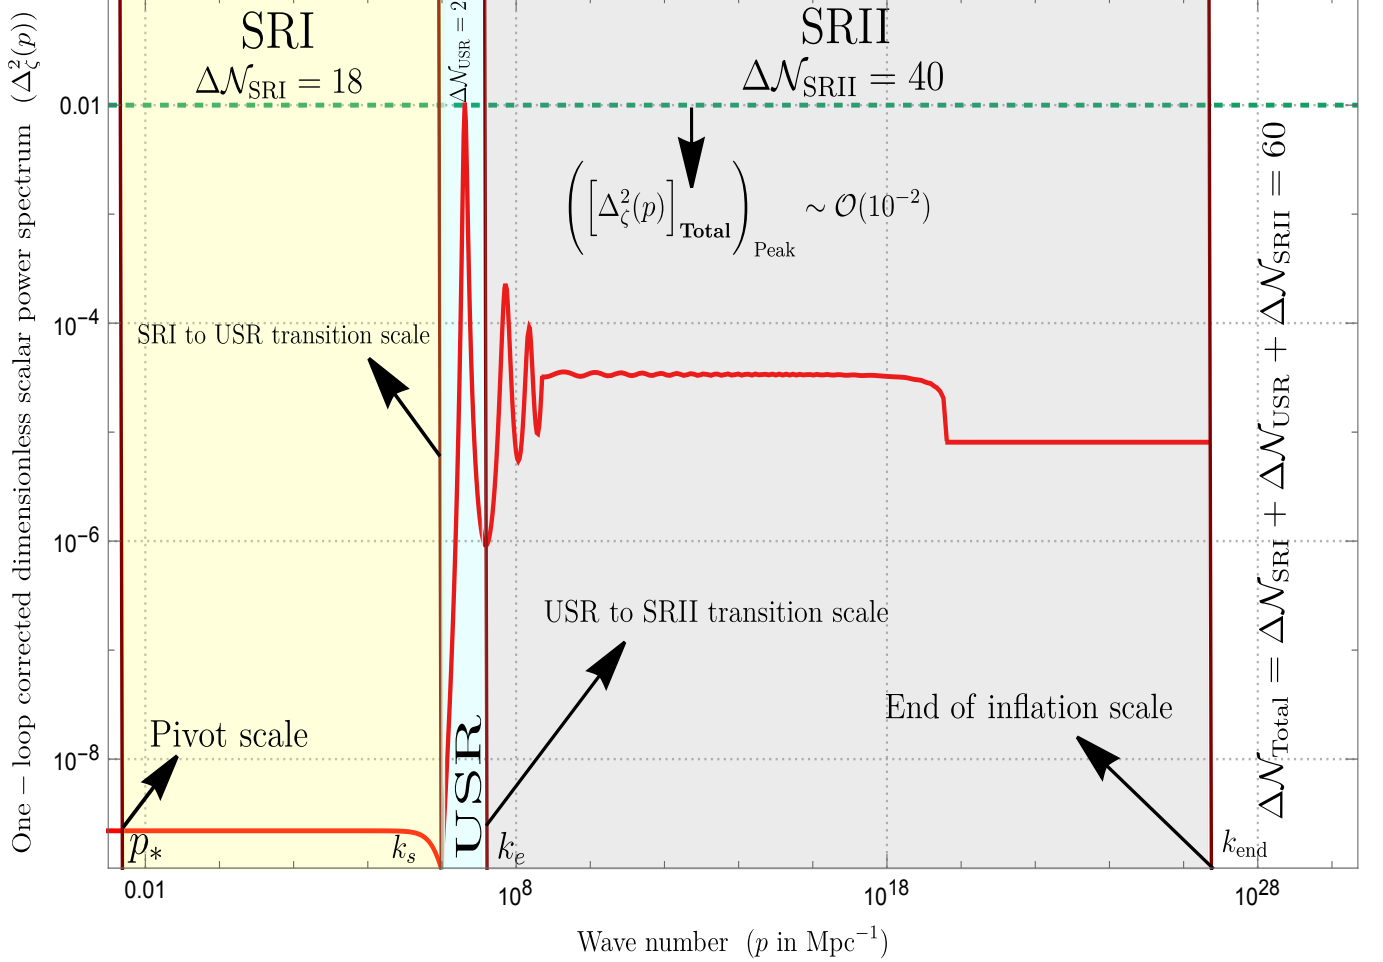 One−loop corrected dimensionless scalar power spectrum (Δ²_ζ(p))
SRI
Δ𝒩_SRI = 18
Δ𝒩_USR = 2
SRII
Δ𝒩_SRII = 40
([Δ²_ζ(p)]_Total)_Peak ∼ 𝒪(10⁻²)
SRI to USR transition scale
USR to SRII transition scale
End of inflation scale
Pivot scale
USR
p_*
k_s
k_e
k_end
Δ𝒩_Total = Δ𝒩_SRI + Δ𝒩_USR + Δ𝒩_SRII = 60
0.01
10⁻⁴
10⁻⁶
10⁻⁸
0.01
10⁸
10¹⁸
10²⁸
Wave number (p in Mpc⁻¹)